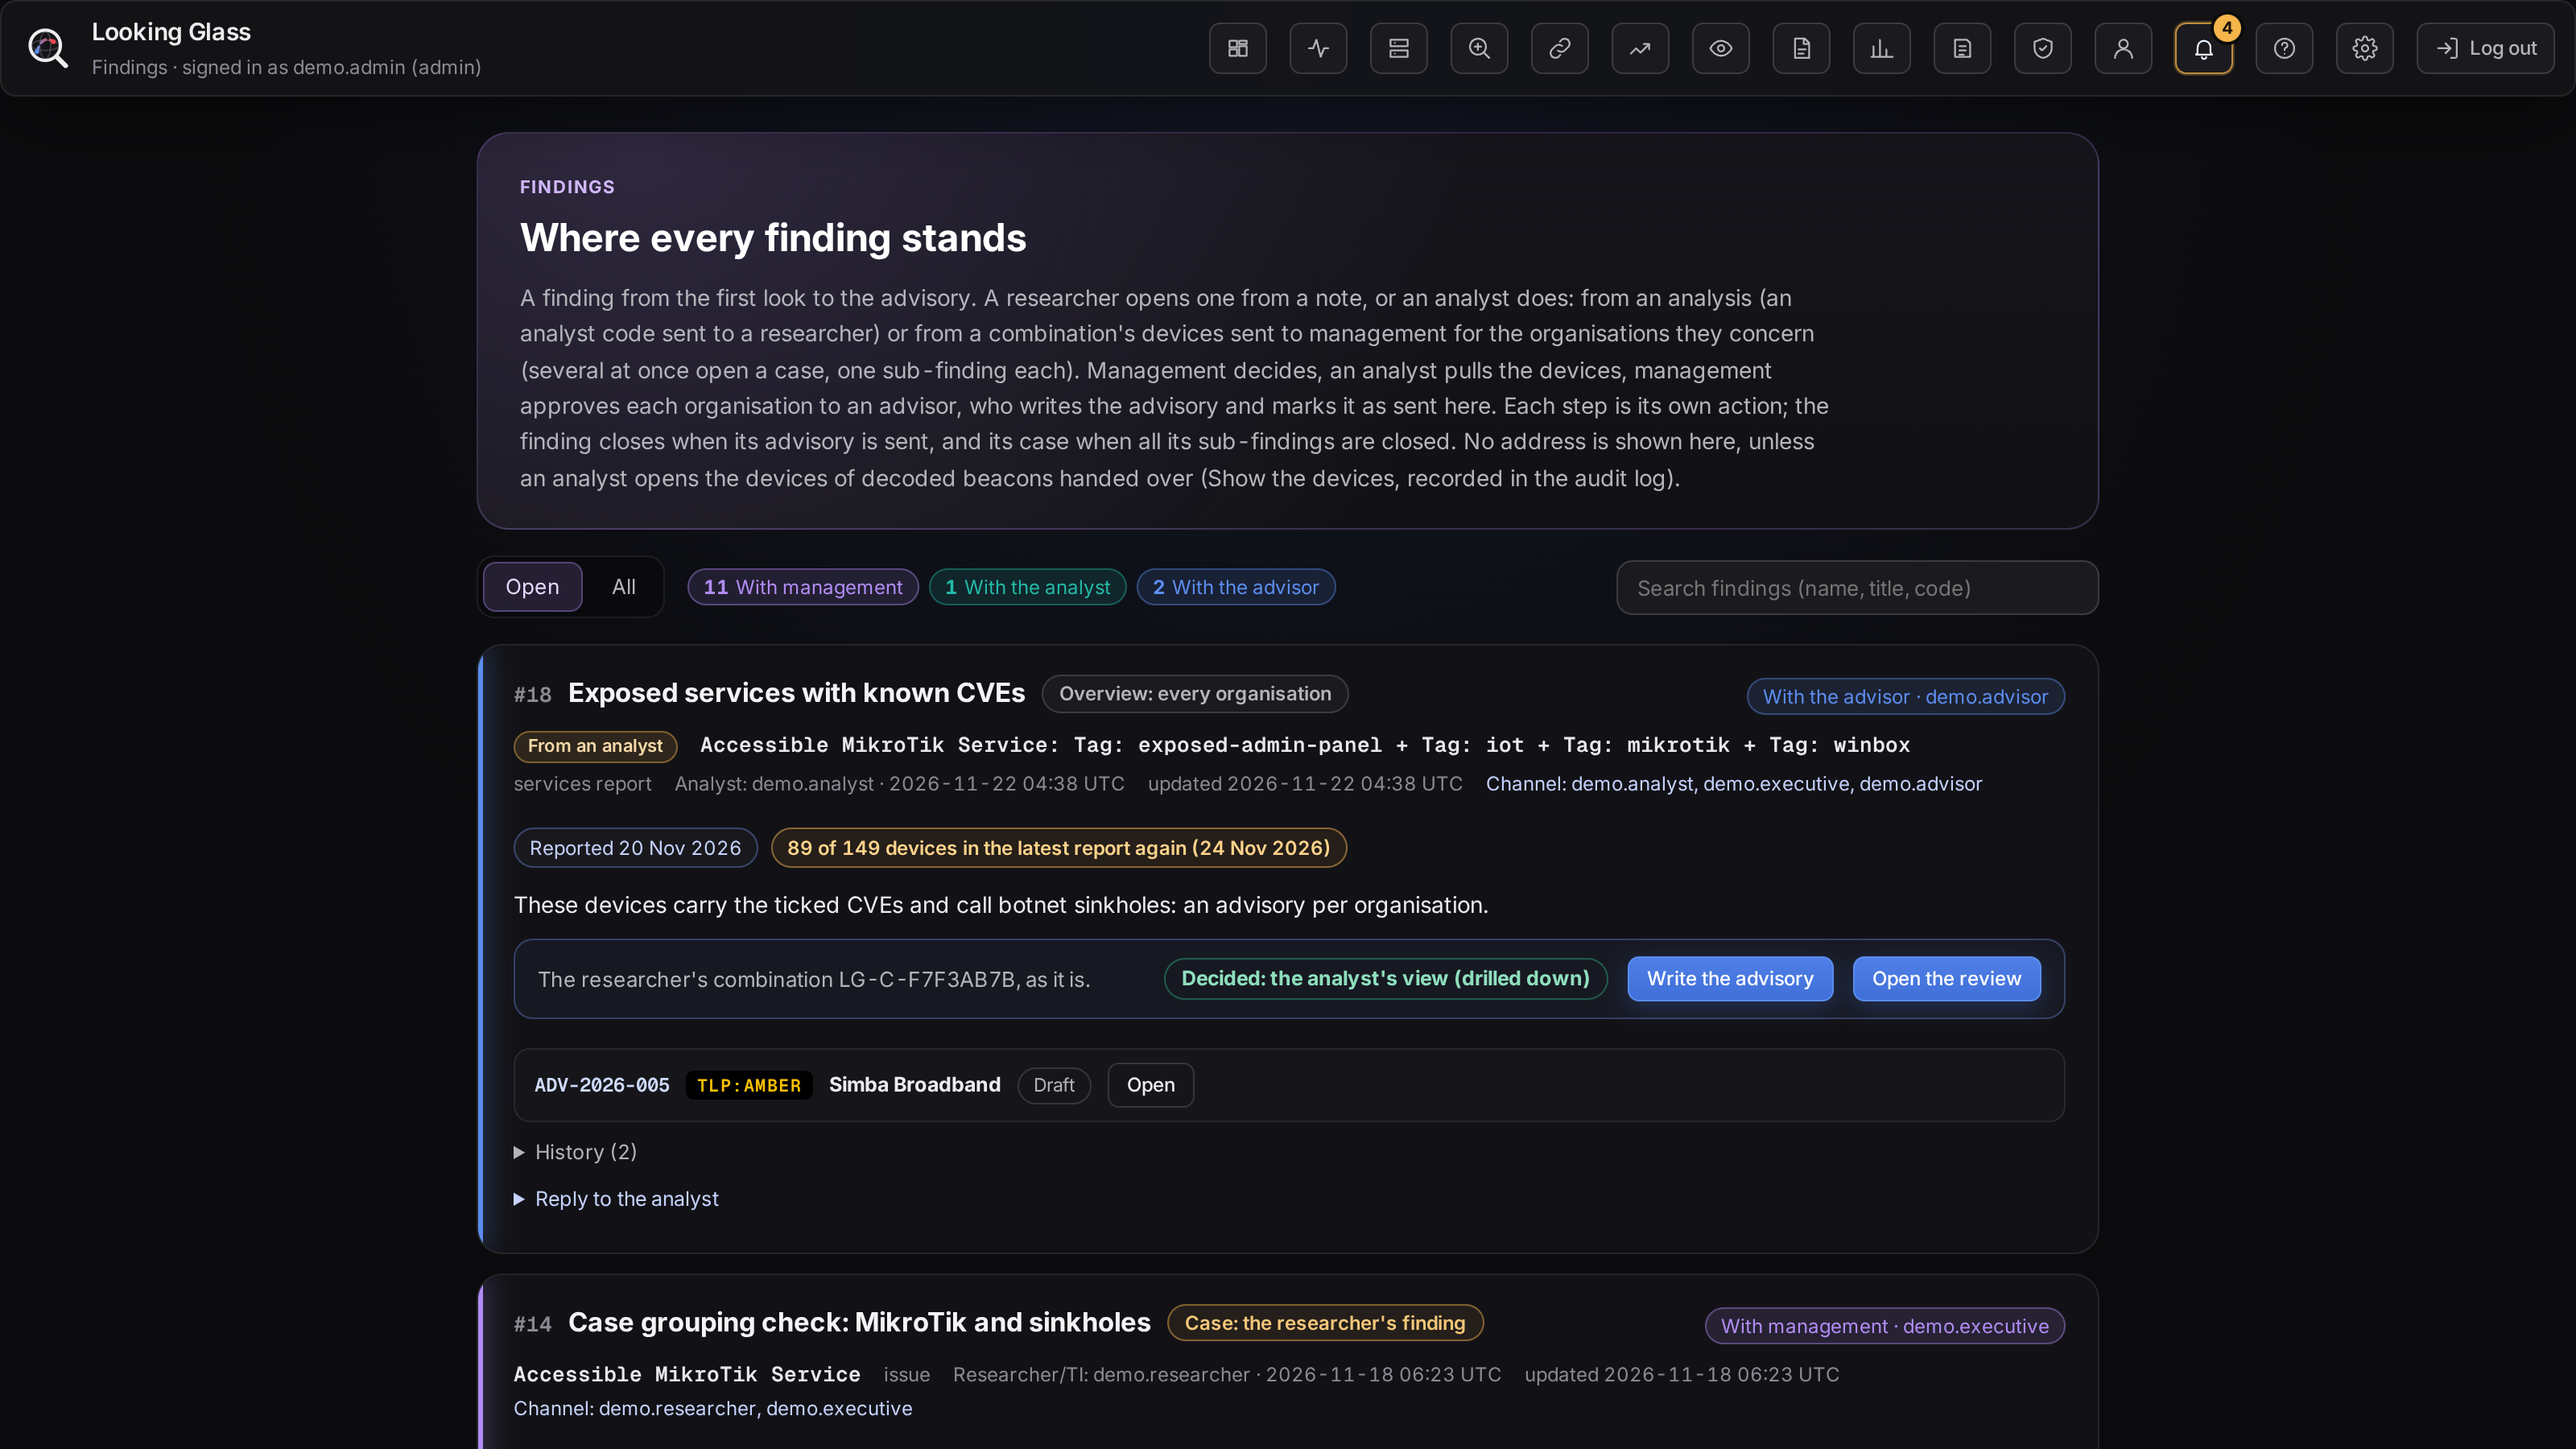 Looking Glass
Findings · signed in as demo.admin (admin)
4
Log out
FINDINGS
Where every finding stands
A finding from the first look to the advisory. A researcher opens one from a note, or an analyst does: from an analysis (an
analyst code sent to a researcher) or from a combination's devices sent to management for the organisations they concern
(several at once open a case, one sub-finding each). Management decides, an analyst pulls the devices, management
approves each organisation to an advisor, who writes the advisory and marks it as sent here. Each step is its own action; the
finding closes when its advisory is sent, and its case when all its sub-findings are closed. No address is shown here, unless
an analyst opens the devices of decoded beacons handed over (Show the devices, recorded in the audit log).
Open All 11 With management 1 With the analyst 2 With the advisor Search findings (name, title, code)
#18 Exposed services with known CVEs Overview: every organisation With the advisor · demo.advisor
From an analyst Accessible MikroTik Service: Tag: exposed-admin-panel + Tag: iot + Tag: mikrotik + Tag: winbox
services report Analyst: demo.analyst · 2026-11-22 04:38 UTC updated 2026-11-22 04:38 UTC Channel: demo.analyst, demo.executive, demo.advisor
Reported 20 Nov 2026 89 of 149 devices in the latest report again (24 Nov 2026)
These devices carry the ticked CVEs and call botnet sinkholes: an advisory per organisation.
The researcher's combination LG-C-F7F3AB7B, as it is. Decided: the analyst's view (drilled down) Write the advisory Open the review
ADV-2026-005 TLP:AMBER Simba Broadband Draft Open
History (2)
Reply to the analyst
#14 Case grouping check: MikroTik and sinkholes Case: the researcher's finding With management · demo.executive
Accessible MikroTik Service issue Researcher/TI: demo.researcher · 2026-11-18 06:23 UTC updated 2026-11-18 06:23 UTC
Channel: demo.researcher, demo.executive